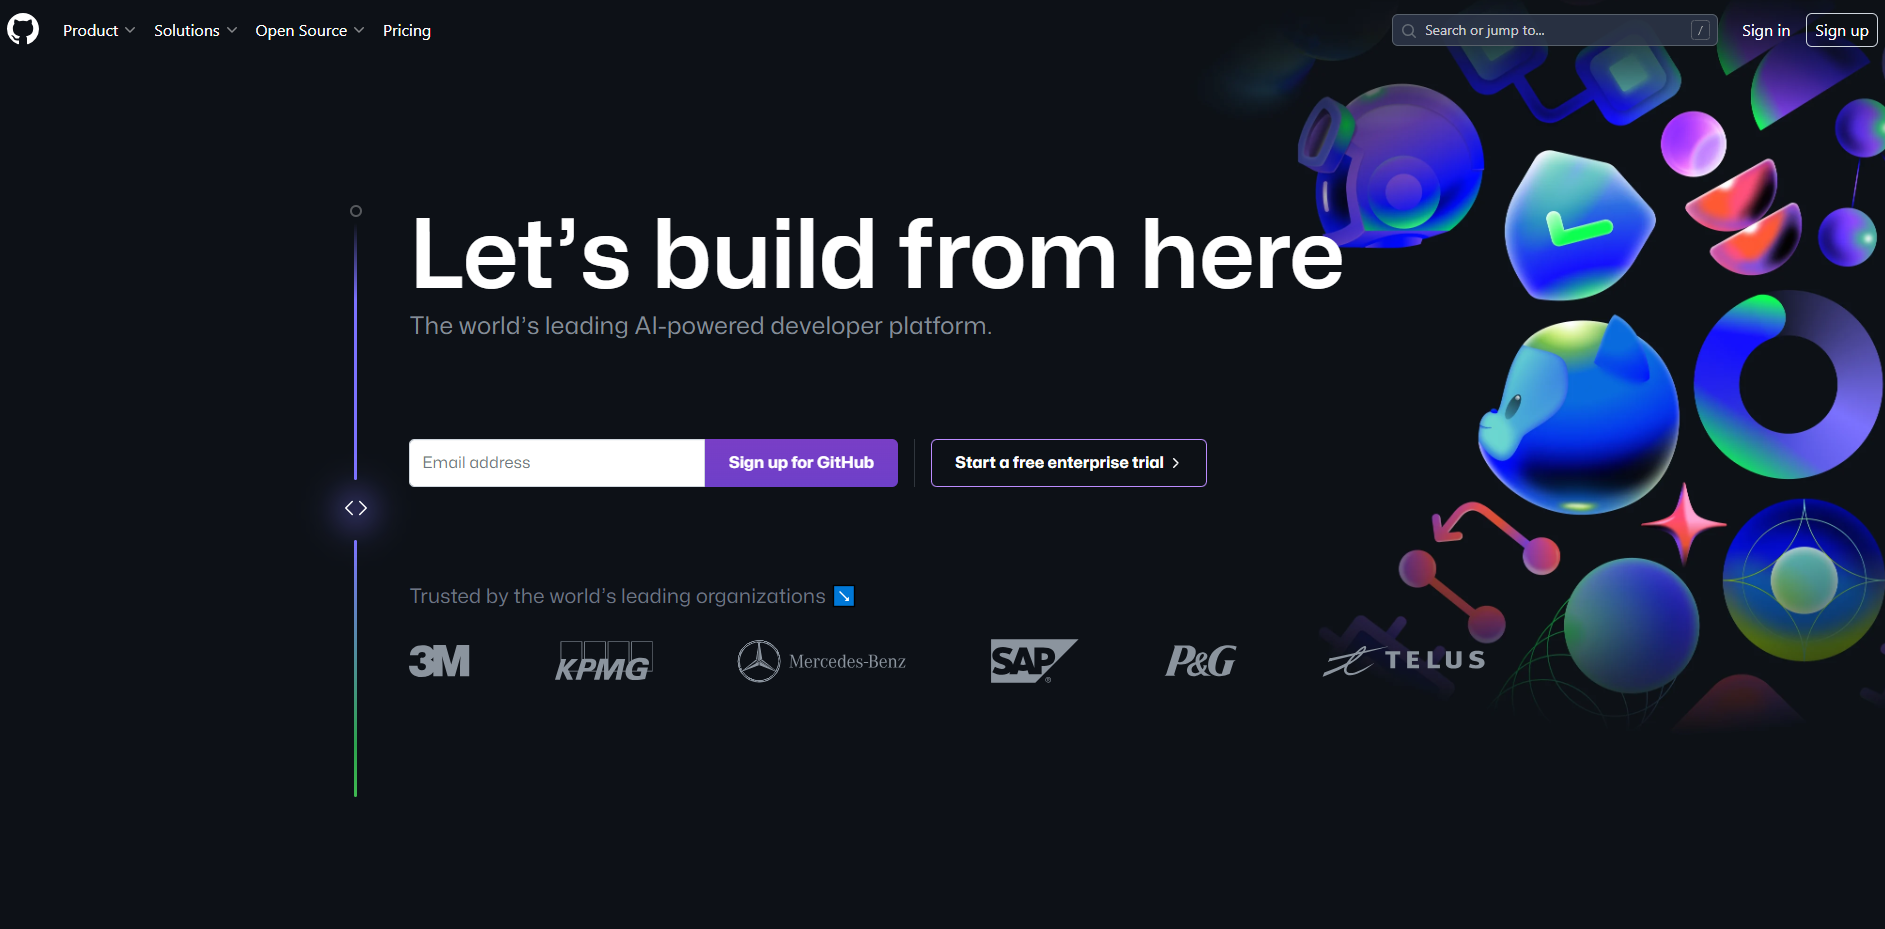 Product Solutions Open Source Pricing Search or jump to... / Sign in Sign up
Let’s build from here
The world’s leading AI-powered developer platform.
Email address Sign up for GitHub Start a free enterprise trial
Trusted by the world’s leading organizations
3M KPMG Mercedes-Benz SAP® P&G TELUS